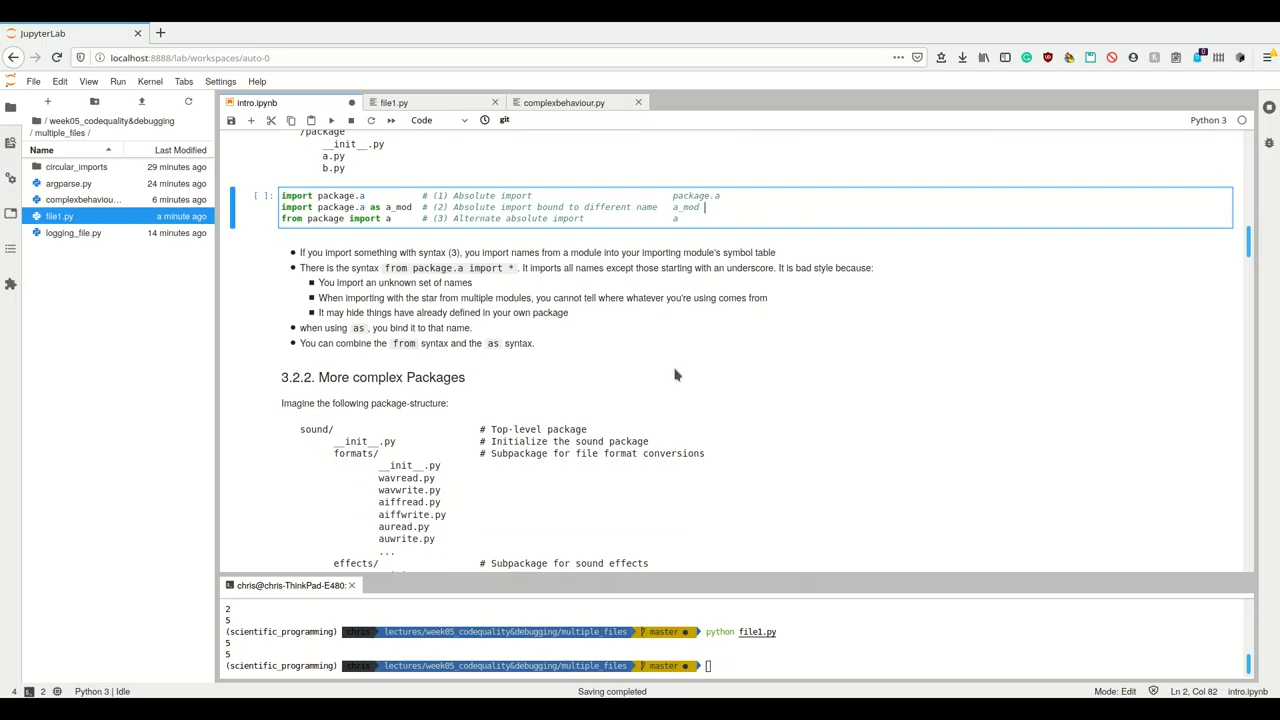 JupyterLab
localhost:8888/lab/workspaces/auto-0
File Edit View Run Kernel Tabs Settings Help
/ week05_codequality&debugging
/ multiple_files /
Name Last Modified
circular_imports 29 minutes ago
argparse.py 24 minutes ago
complexbehaviou... 6 minutes ago
file1.py a minute ago
logging_file.py 14 minutes ago
intro.ipynb file1.py complexbehaviour.py
Code git Python 3
/package
__init__.py
a.py
b.py
[ ]: import package.a # (1) Absolute import package.a
import package.a as a_mod # (2) Absolute import bound to different name a_mod
from package import a # (3) Alternate absolute import a
If you import something with syntax (3), you import names from a module into your importing module's symbol table
There is the syntax from package.a import * . It imports all names except those starting with an underscore. It is bad style because:
You import an unknown set of names
When importing with the star from multiple modules, you cannot tell where whatever you're using comes from
It may hide things have already defined in your own package
when using as , you bind it to that name.
You can combine the from syntax and the as syntax.
3.2.2. More complex Packages
Imagine the following package-structure:
sound/ # Top-level package
__init__.py # Initialize the sound package
formats/ # Subpackage for file format conversions
__init__.py
wavread.py
wavwrite.py
aiffread.py
aiffwrite.py
auread.py
auwrite.py
...
effects/ # Subpackage for sound effects
chris@chris-ThinkPad-E480:
2
5
(scientific_programming) chris lectures/week05_codequality&debugging/multiple_files master ● python file1.py
5
5
(scientific_programming) chris lectures/week05_codequality&debugging/multiple_files master ●
4 2 Python 3 | Idle Saving completed Mode: Edit Ln 2, Col 82 intro.ipynb